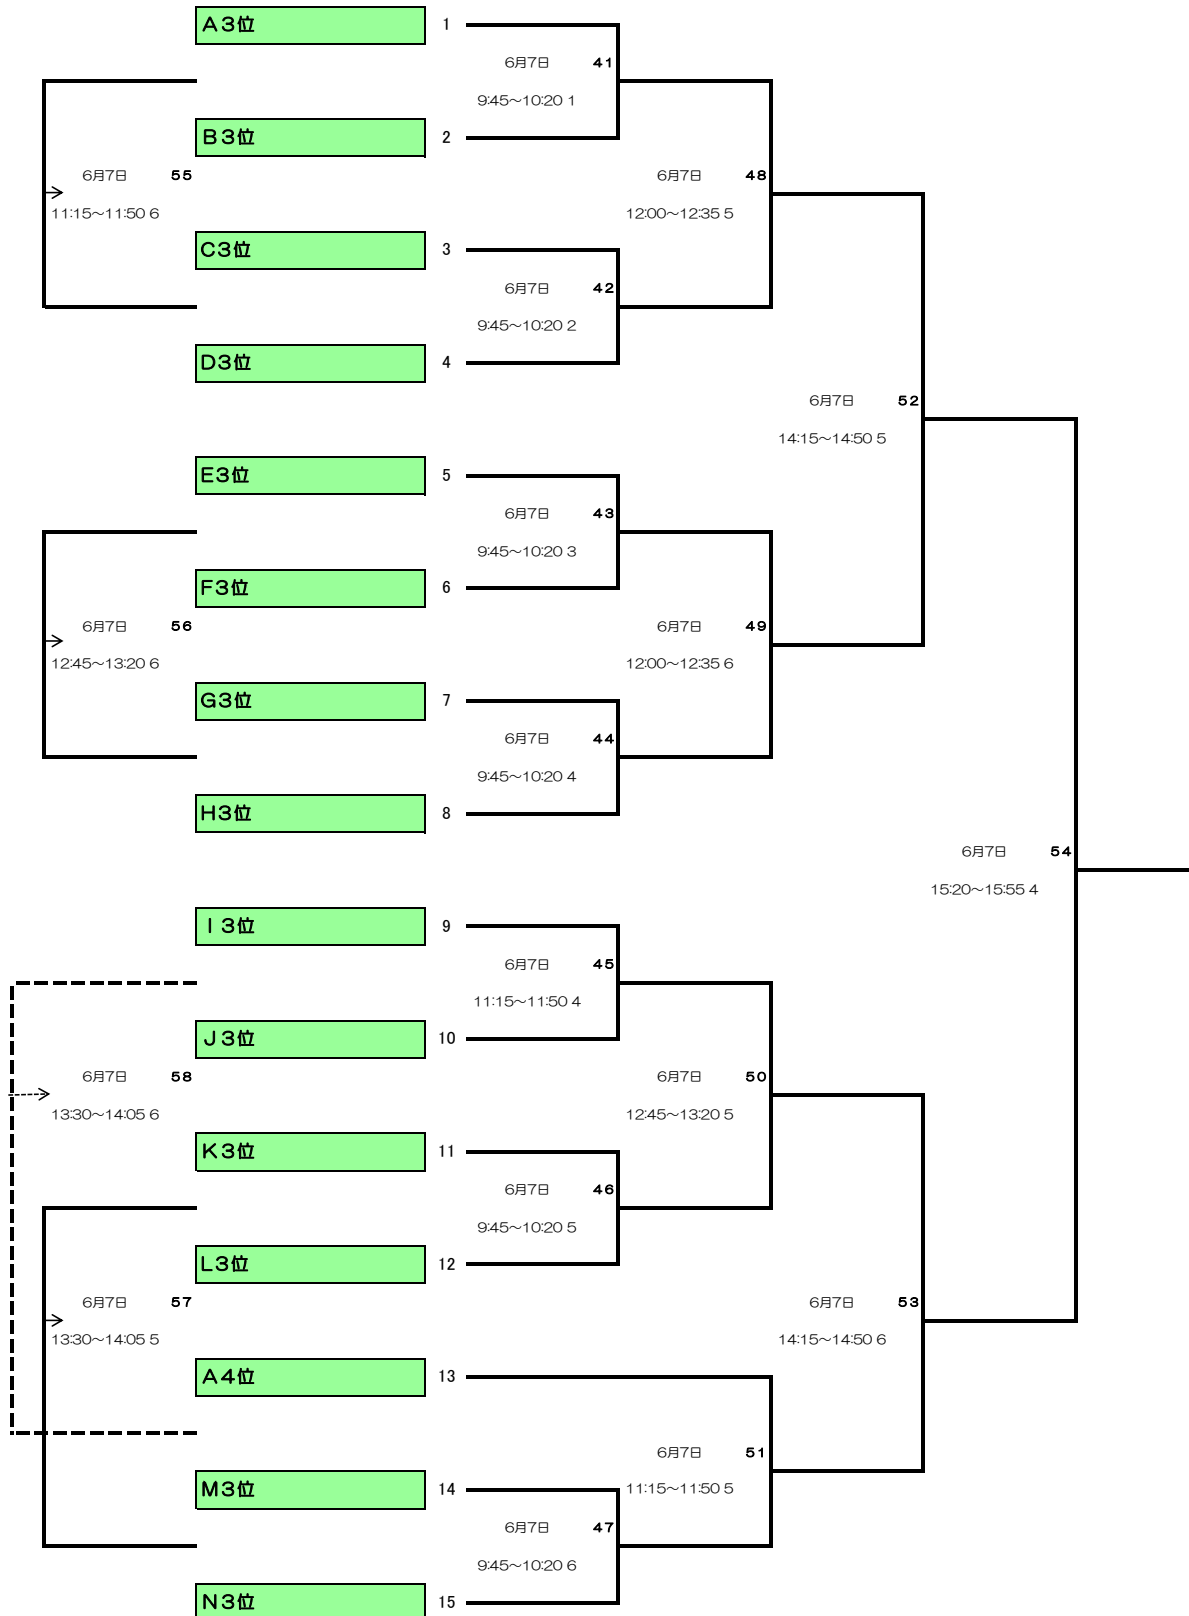 A3位 1
6月7日 41
9:45～10:20 1
B3位 2
6月7日 55
6月7日 48
11:15～11:50 6
12:00～12:35 5
C3位 3
6月7日 42
9:45～10:20 2
D3位 4
6月7日 52
14:15～14:50 5
E3位 5
6月7日 43
9:45～10:20 3
F3位 6
6月7日 56
6月7日 49
12:45～13:20 6
12:00～12:35 6
G3位 7
6月7日 44
9:45～10:20 4
H3位 8
6月7日 54
15:20～15:55 4
I3位 9
6月7日 45
11:15～11:50 4
J3位 10
6月7日 58
6月7日 50
13:30～14:05 6
12:45～13:20 5
K3位 11
6月7日 46
9:45～10:20 5
L3位 12
6月7日 57
6月7日 53
13:30～14:05 5
14:15～14:50 6
A4位 13
6月7日 51
11:15～11:50 5
M3位 14
6月7日 47
9:45～10:20 6
N3位 15